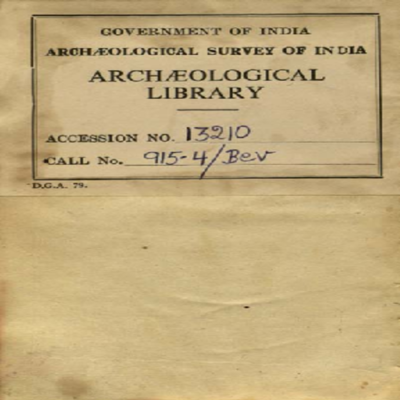 GOVERNMENT OF INDIA
ARCHÆOLOGICAL SURVEY OF INDIA
ARCHÆOLOGICAL
LIBRARY
ACCESSION NO. 13210
CALL No. 915-4/Bev
D.G.A. 79.